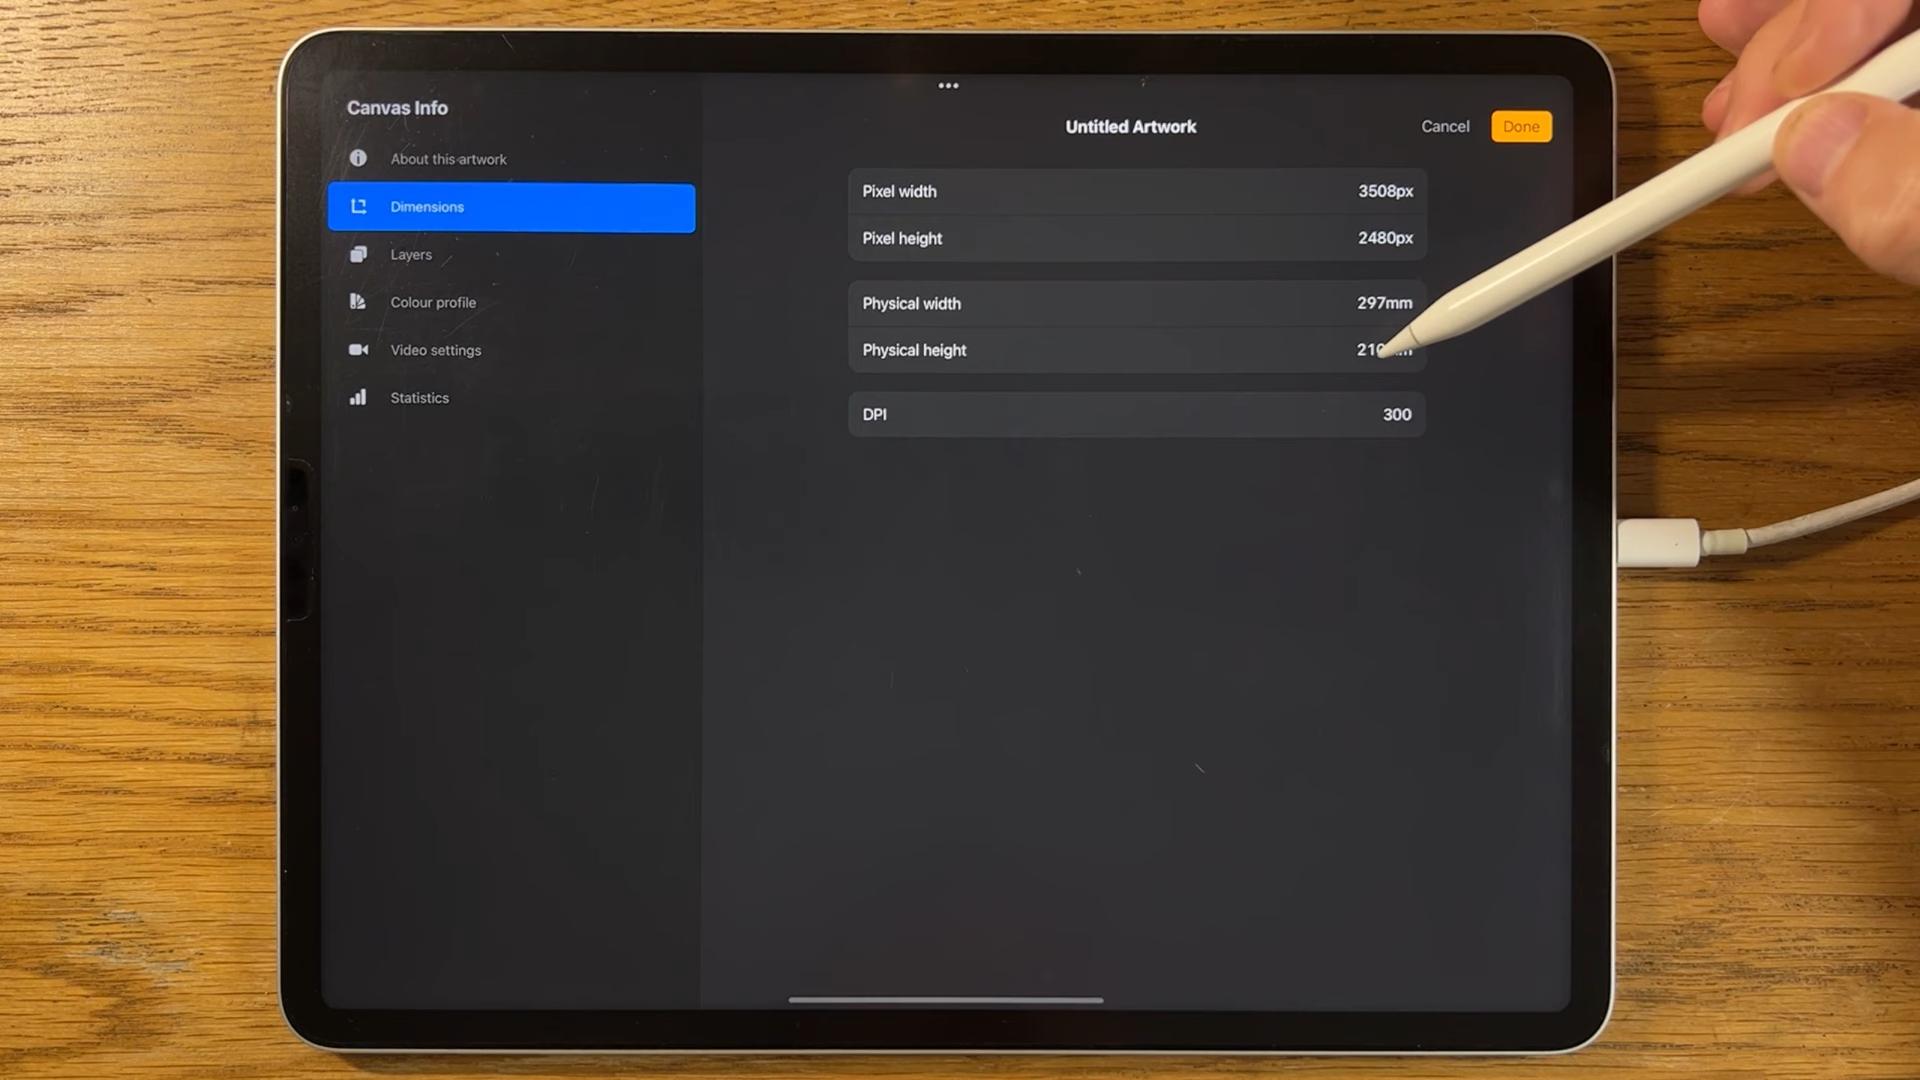 Canvas Info
About this artwork
Dimensions
Layers
Colour profile
Video settings
Statistics
Untitled Artwork
Cancel
Done
Pixel width 3508px
Pixel height 2480px
Physical width 297mm
Physical height
DPI 300